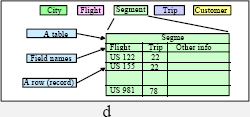 City Flight Segment Trip Customer
A table
Segme
Field names
Flight Trip Other info
US 122 22
US 155 22
A row (record)
US 981 78
d